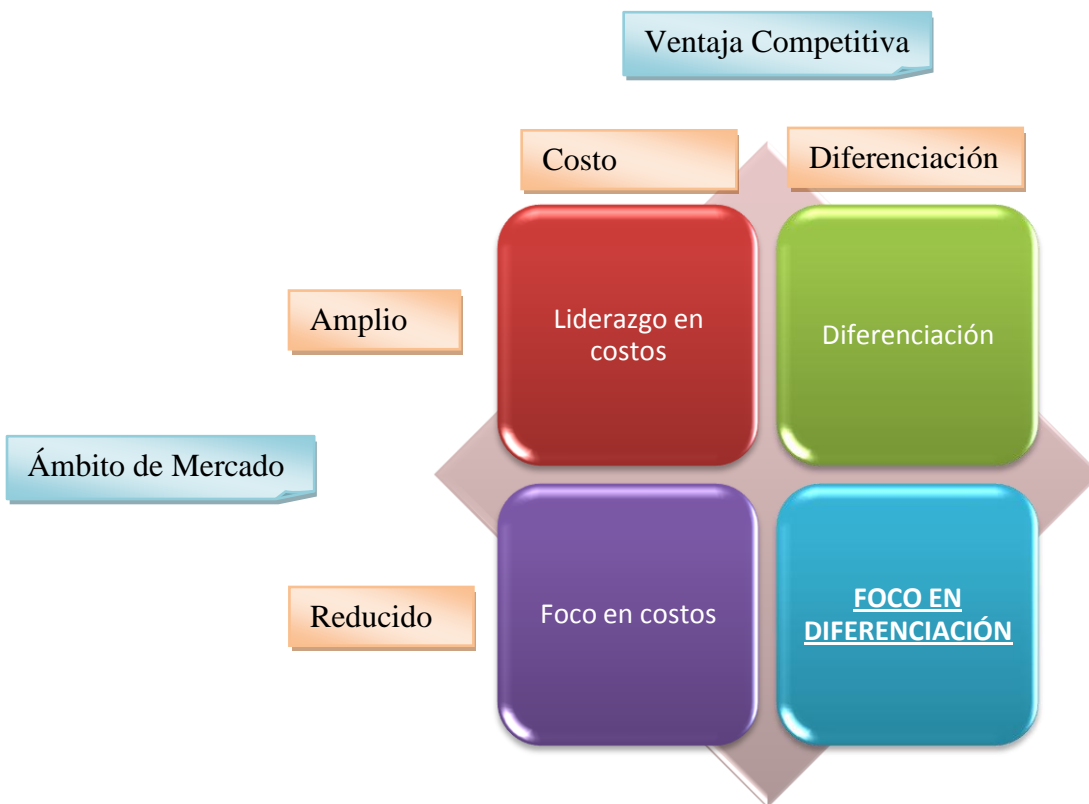 Ventaja Competitiva
Costo
Diferenciación
Amplio
Liderazgo en
costos
Diferenciación
Ámbito de Mercado
Reducido
Foco en costos
FOCO EN
DIFERENCIACIÓN